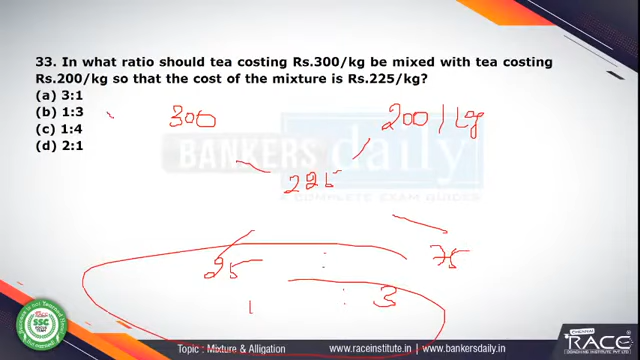 33. In what ratio should tea costing Rs.300/kg be mixed with tea costing
Rs.200/kg so that the cost of the mixture is Rs.225/kg?
(a) 3:1
(b) 1:3
(c) 1:4
(d) 2:1
300 200/kg
BANKERS daily
225
A COMPLETE EXAM GUIDES
25 : 75
1 : 3
SSC
CHENNAI
RACE
Topic : Mixture & Alligation www.raceinstitute.in | www.bankersdaily.in